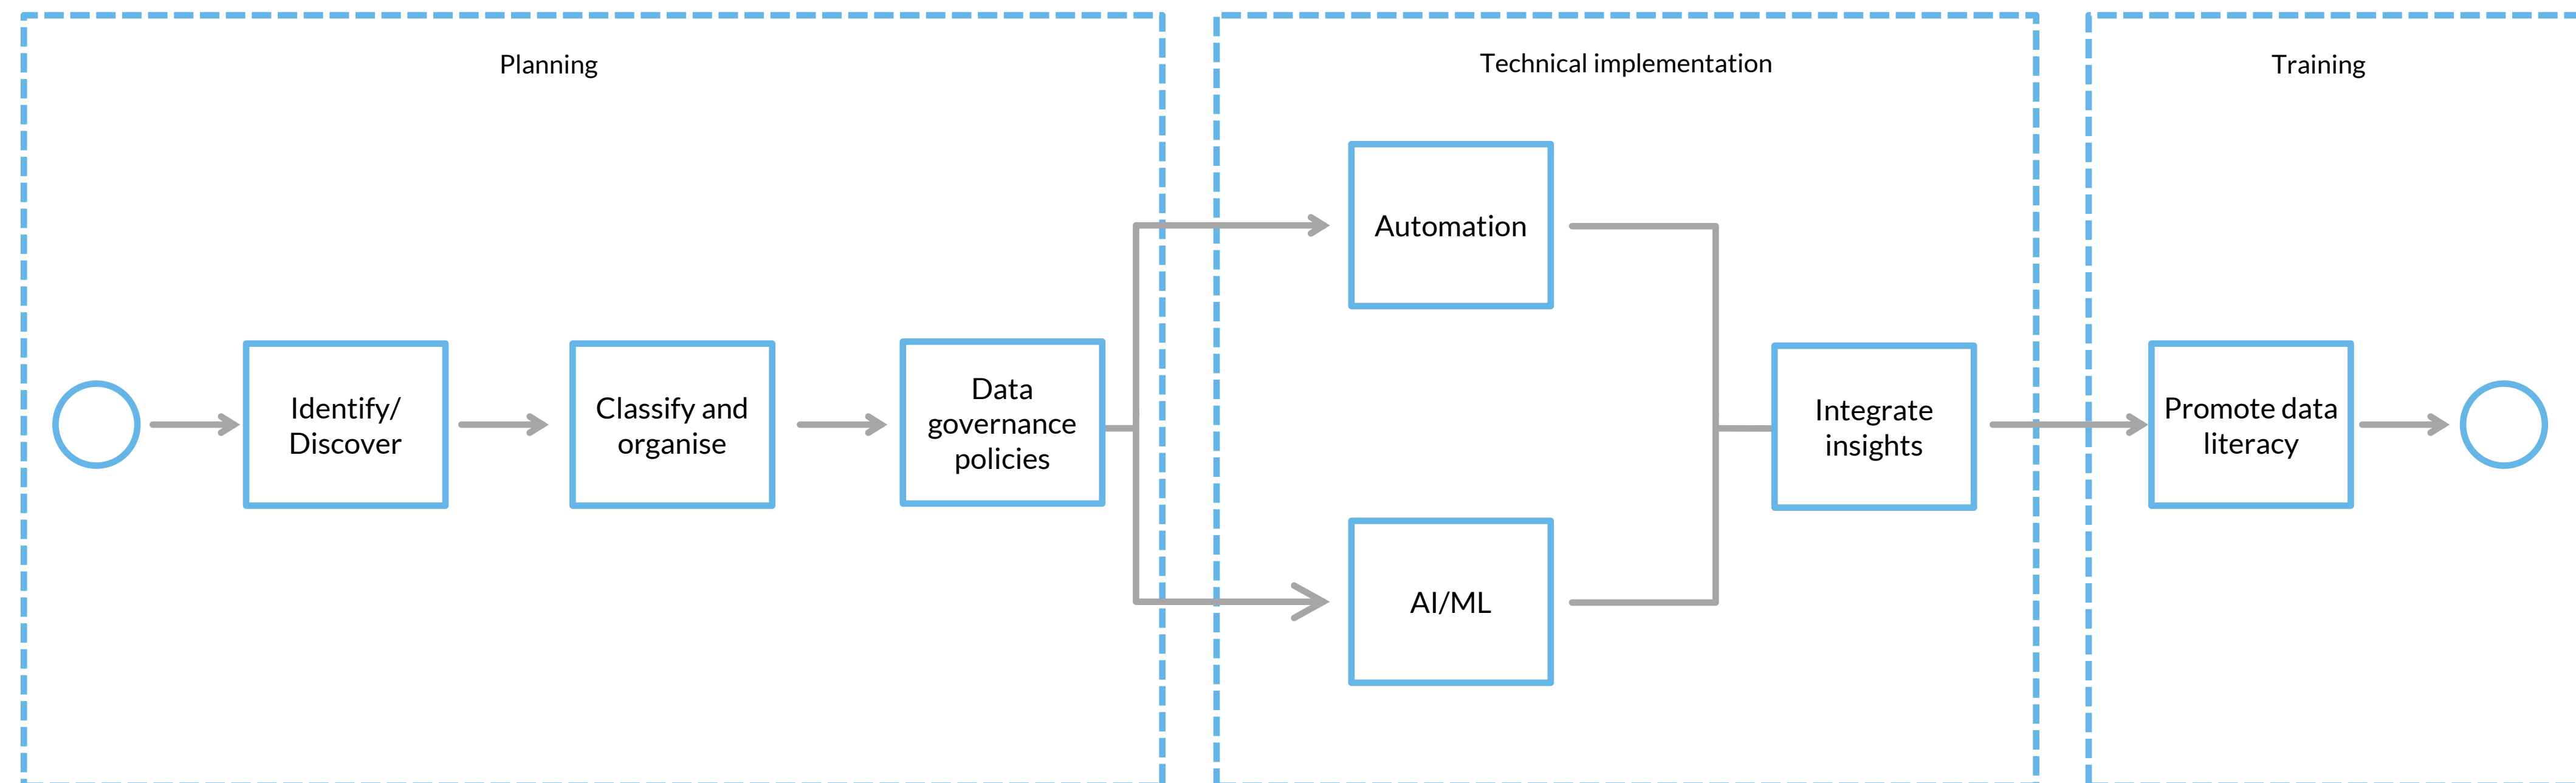 Planning
Technical implementation
Training
Identify/
Discover
Classify and
organise
Data
governance
policies
Automation
AI/ML
Integrate
insights
Promote data
literacy